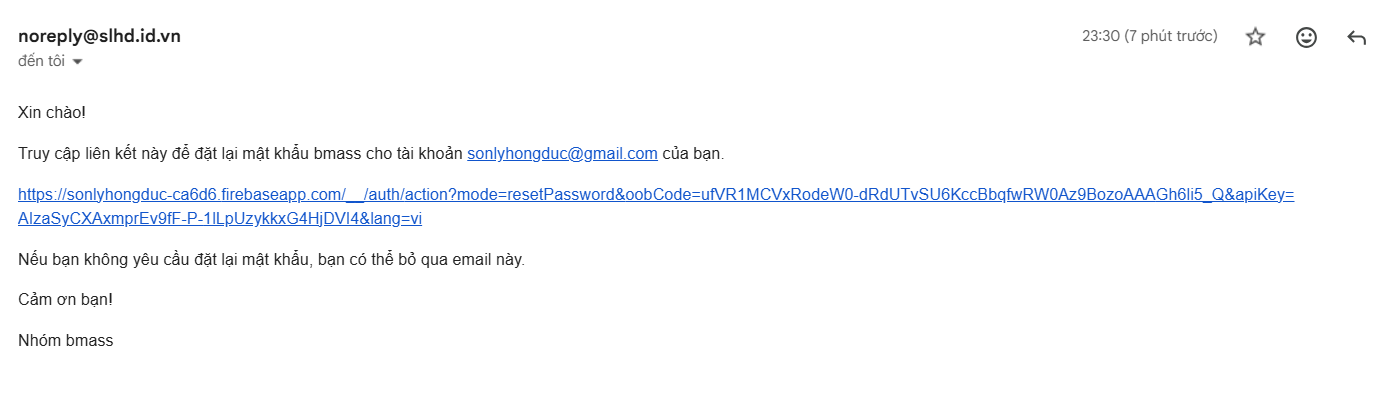 noreply@slhd.id.vn
23:30 (7 phút trước)
đến tôi
Xin chào!
Truy cập liên kết này để đặt lại mật khẩu bmass cho tài khoản sonlyhongduc@gmail.com của bạn.
https://sonlyhongduc-ca6d6.firebaseapp.com/__/auth/action?mode=resetPassword&oobCode=ufVR1MCVxRodeW0-dRdUTvSU6KccBbqfwRW0Az9BozoAAAGh6li5_Q&apiKey=
AIzaSyCXAxmprEv9fF-P-1lLpUzykkxG4HjDVI4&lang=vi
Nếu bạn không yêu cầu đặt lại mật khẩu, bạn có thể bỏ qua email này.
Cảm ơn bạn!
Nhóm bmass